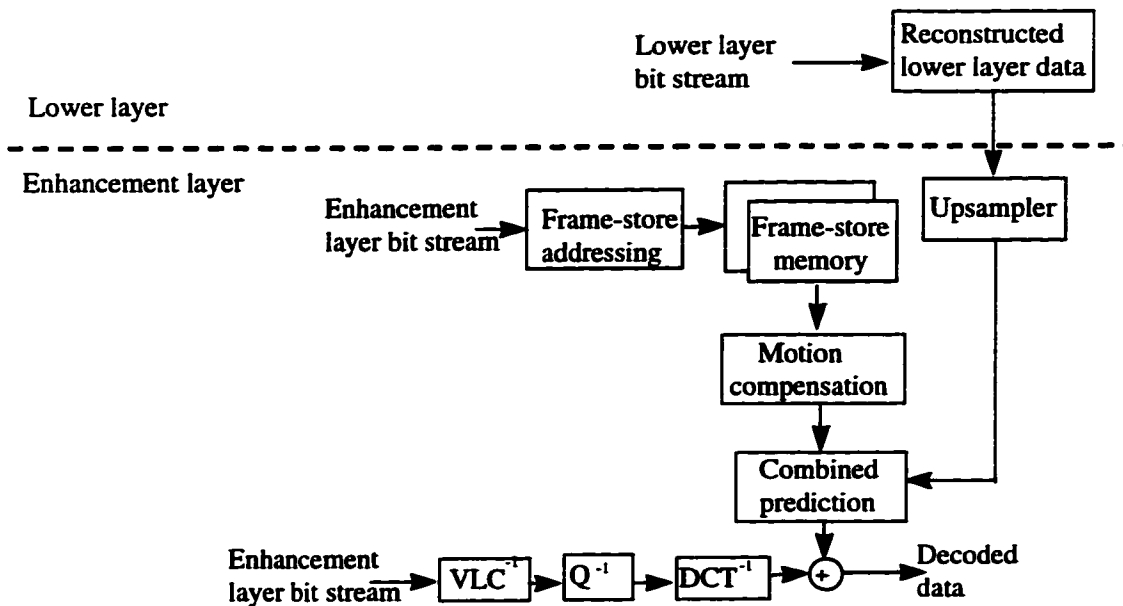 Lower layer
bit stream
Reconstructed
lower layer data
Lower layer
Enhancement layer
Enhancement
layer bit stream
Frame-store
addressing
Frame-store
memory
Upsampler
Motion
compensation
Combined
prediction
Enhancement
layer bit stream
VLC⁻¹
Q⁻¹
DCT⁻¹
+
Decoded
data